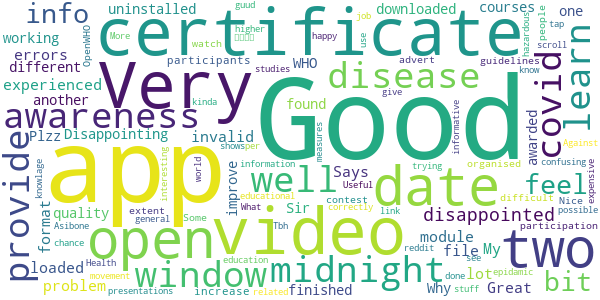 info uninstalled certificate downloaded courses
guud higher More watch job use happy people tap
working OpenWHO errors participants WHO advert guidelines one
different scroll hazardous
experienced Very studies know
another kinda Good disease give covid learn
awareness found informative
Plzz Disappointing invalid measures awarded Against
provide app shows per information trying organised confusing
interesting world well Says date feel expensive
format quality improve educational Useful contest difficult Nice possible
extent general What Sir correctly disappointed participation
Asibone Some link
open video module two
knowlage chance Tbh reddit file My
loaded Health education see lot epidemic
problem movement window midnight Why Great bit
presentations increase related finished done stuff